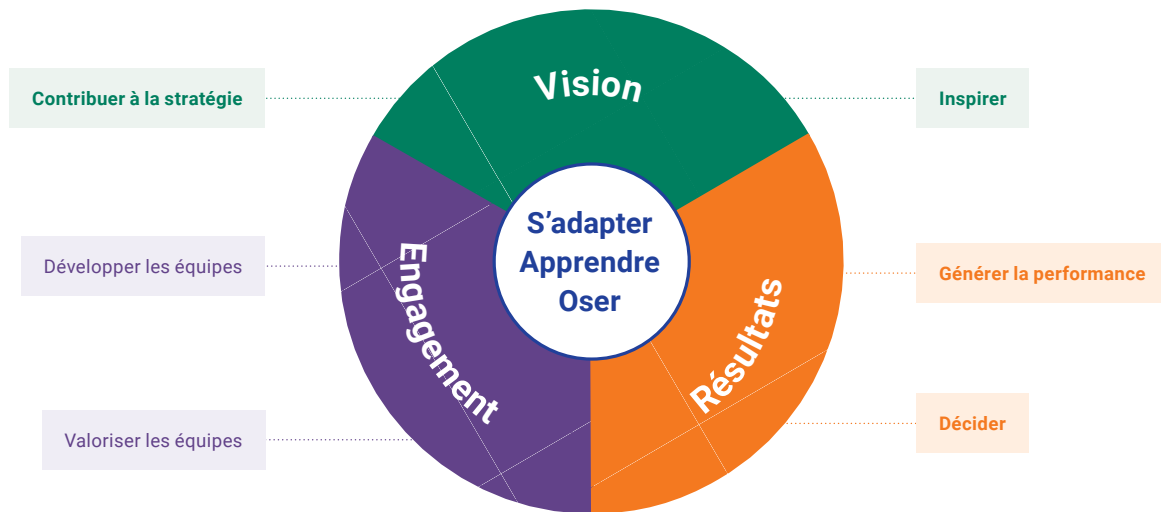 Vision
Contribuer à la stratégie
Inspirer
S’adapter
Apprendre
Oser
Engagement
Développer les équipes
Générer la performance
Résultats
Valoriser les équipes
Décider